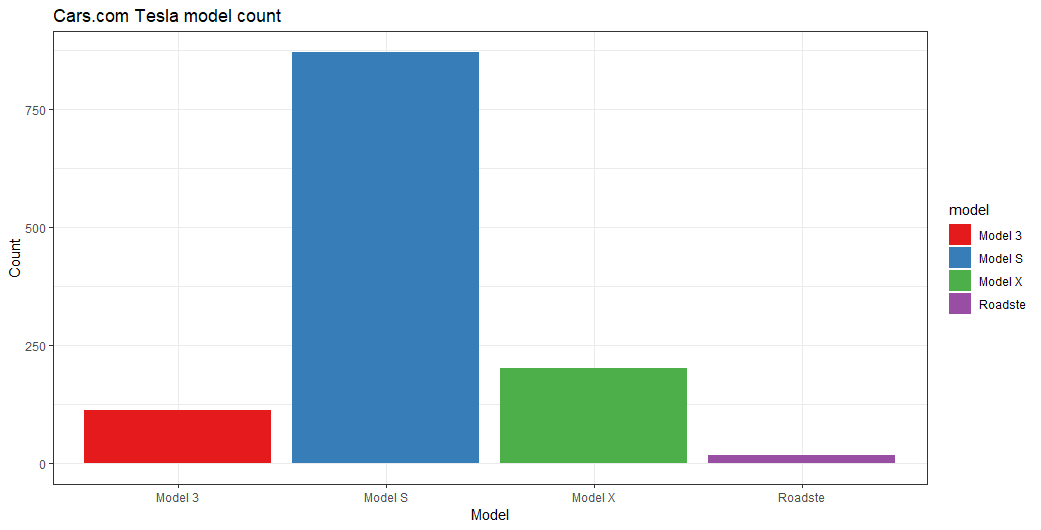 Cars.com Tesla model count
Count
750
500
250
0
Model 3
Model S
Model X
Roadste
Model
model
Model 3
Model S
Model X
Roadste